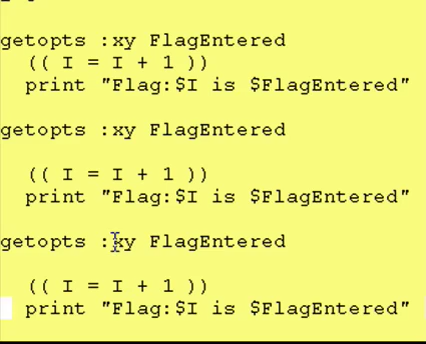 getopts :xy FlagEntered
(( I = I + 1 ))
print "Flag:$I is $FlagEntered"
getopts :xy FlagEntered
(( I = I + 1 ))
print "Flag:$I is $FlagEntered"
getopts :xy FlagEntered
(( I = I + 1 ))
print "Flag:$I is $FlagEntered"